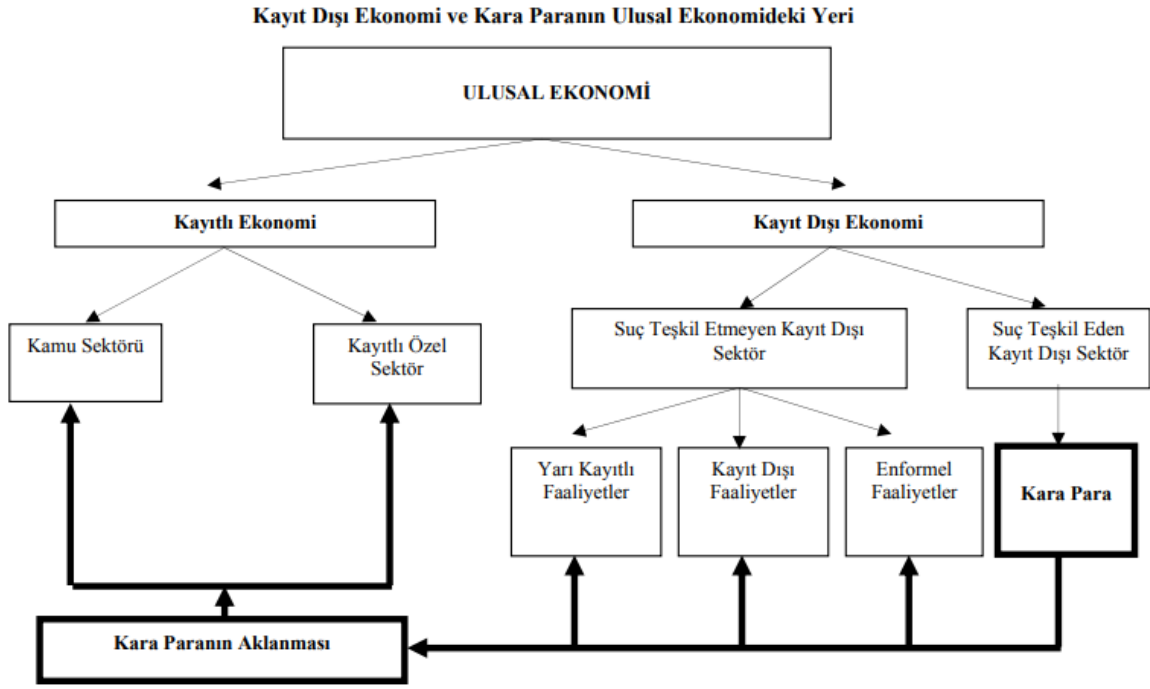 Kayıt Dışı Ekonomi ve Kara Paranın Ulusal Ekonomideki Yeri
ULUSAL EKONOMİ
Kayıtlı Ekonomi
Kayıt Dışı Ekonomi
Kamu Sektörü
Kayıtlı Özel
Sektör
Suç Teşkil Etmeyen Kayıt Dışı
Sektör
Suç Teşkil Eden
Kayıt Dışı Sektör
Yarı Kayıtlı
Faaliyetler
Kayıt Dışı
Faaliyetler
Enformel
Faaliyetler
Kara Para
Kara Paranın Aklanması